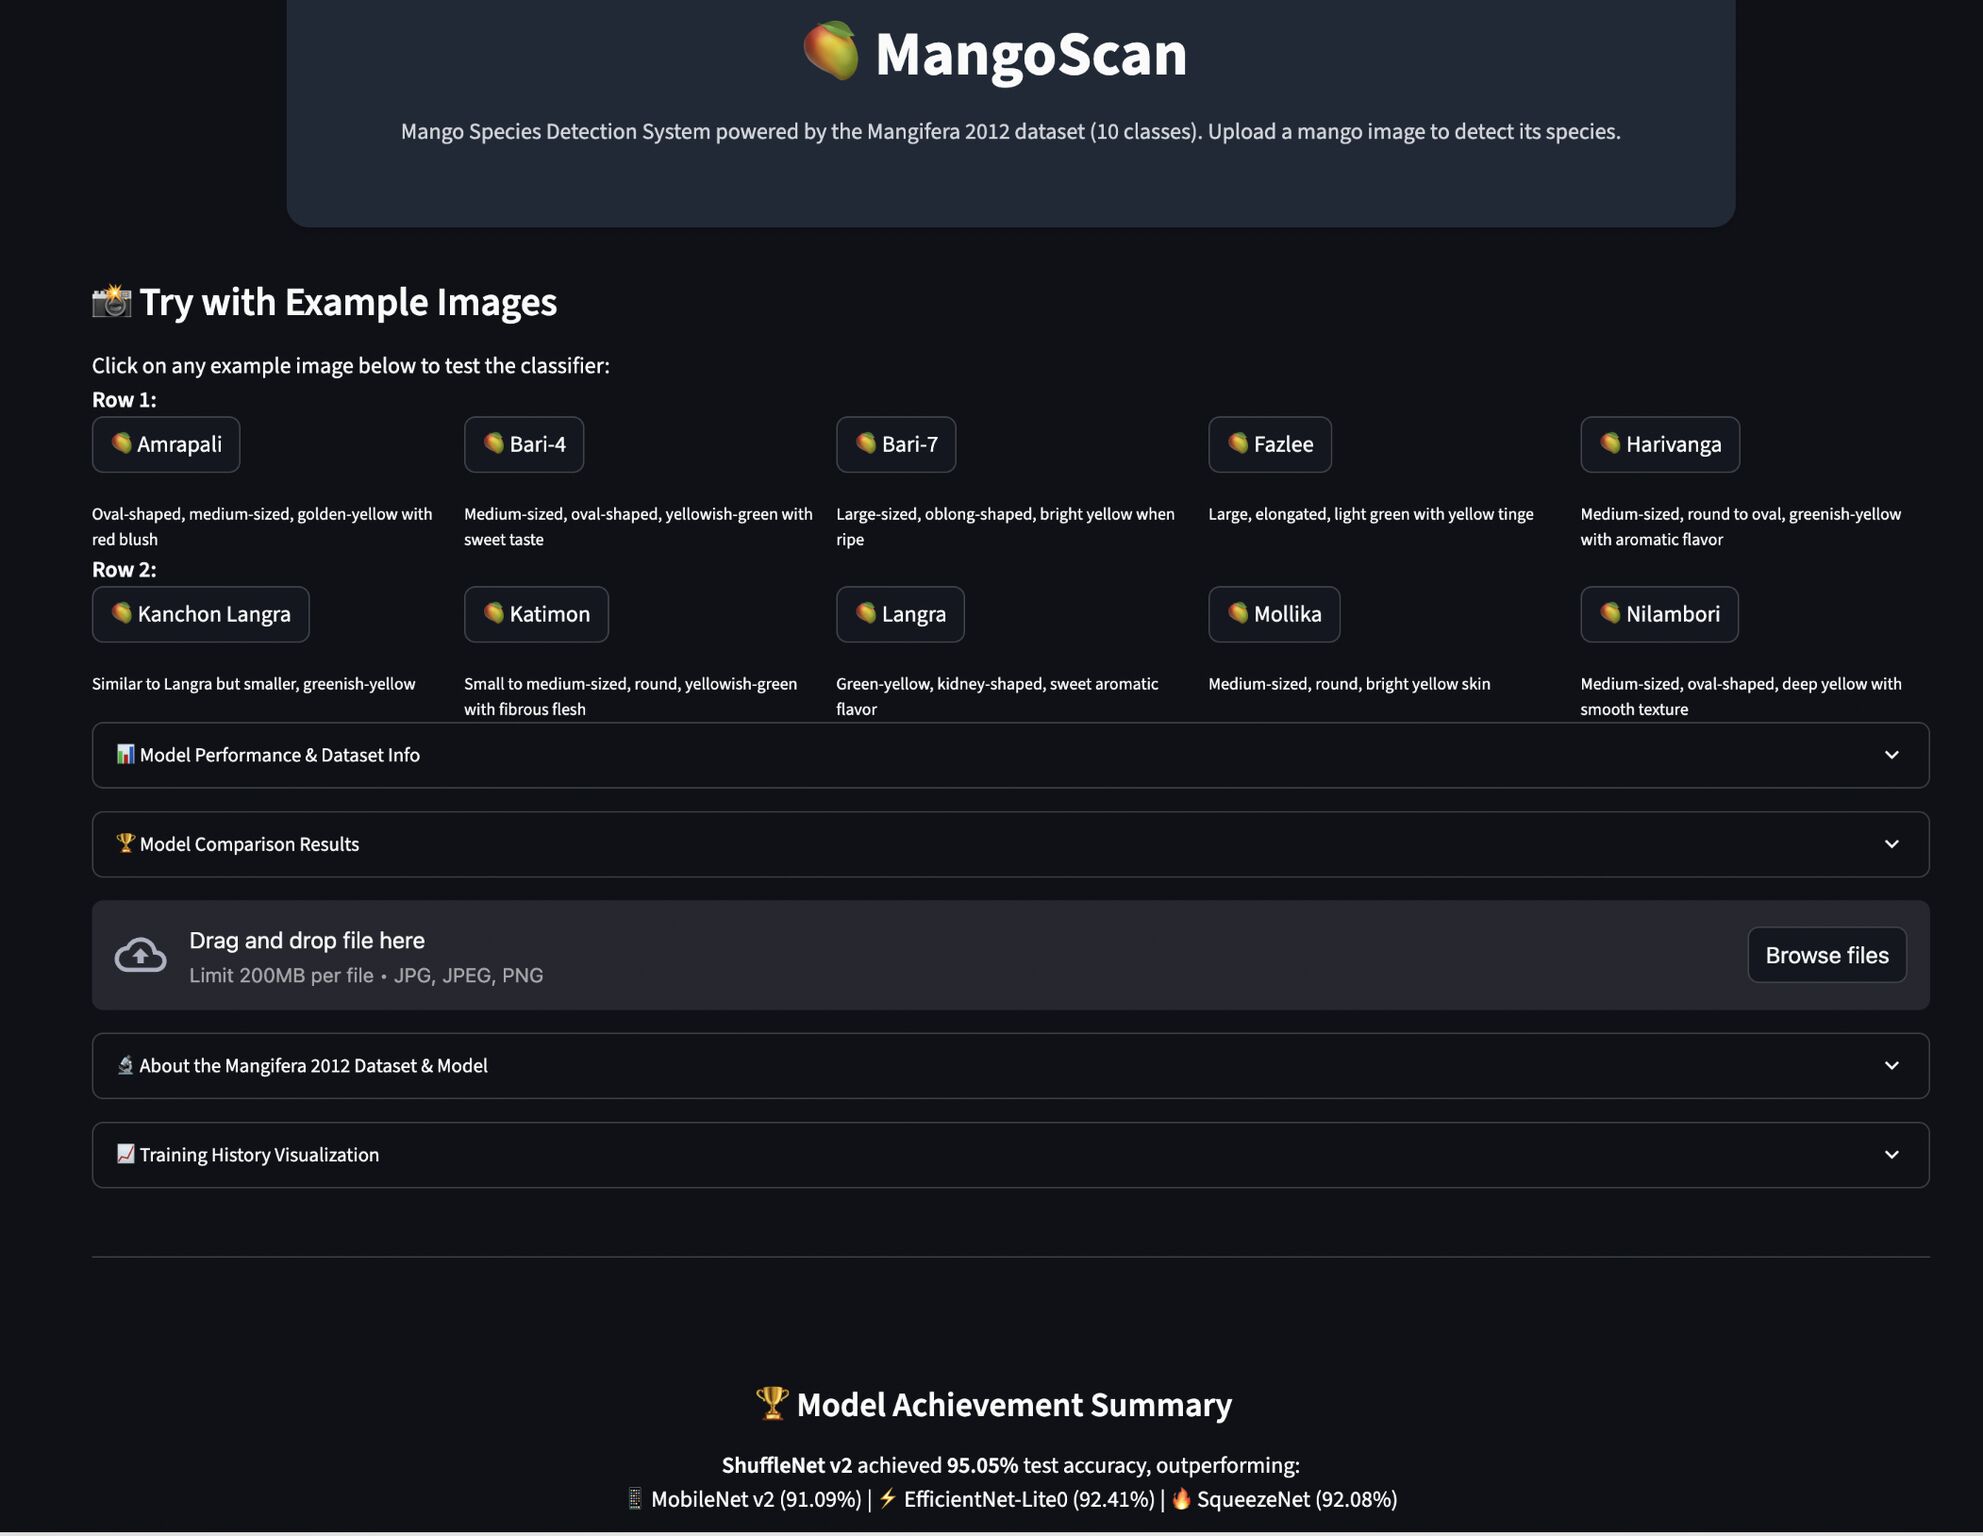 🥭 MangoScan
Mango Species Detection System powered by the Mangifera 2012 dataset (10 classes). Upload a mango image to detect its species.
📸 Try with Example Images
Click on any example image below to test the classifier:
Row 1:
🥭 Amrapali
🥭 Bari-4
🥭 Bari-7
🥭 Fazlee
🥭 Harivanga
Oval-shaped, medium-sized, golden-yellow with
red blush
Medium-sized, oval-shaped, yellowish-green with
sweet taste
Large-sized, oblong-shaped, bright yellow when
ripe
Large, elongated, light green with yellow tinge
Medium-sized, round to oval, greenish-yellow
with aromatic flavor
Row 2:
🥭 Kanchon Langra
🥭 Katimon
🥭 Langra
🥭 Mollika
🥭 Nilambori
Similar to Langra but smaller, greenish-yellow
Small to medium-sized, round, yellowish-green
with fibrous flesh
Green-yellow, kidney-shaped, sweet aromatic
flavor
Medium-sized, round, bright yellow skin
Medium-sized, oval-shaped, deep yellow with
smooth texture
📊 Model Performance & Dataset Info
🏆 Model Comparison Results
Drag and drop file here
Limit 200MB per file • JPG, JPEG, PNG
Browse files
🔬 About the Mangifera 2012 Dataset & Model
📈 Training History Visualization
🏆 Model Achievement Summary
ShuffleNet v2 achieved 95.05% test accuracy, outperforming:
📱 MobileNet v2 (91.09%) | ⚡ EfficientNet-Lite0 (92.41%) | 🔥 SqueezeNet (92.08%)